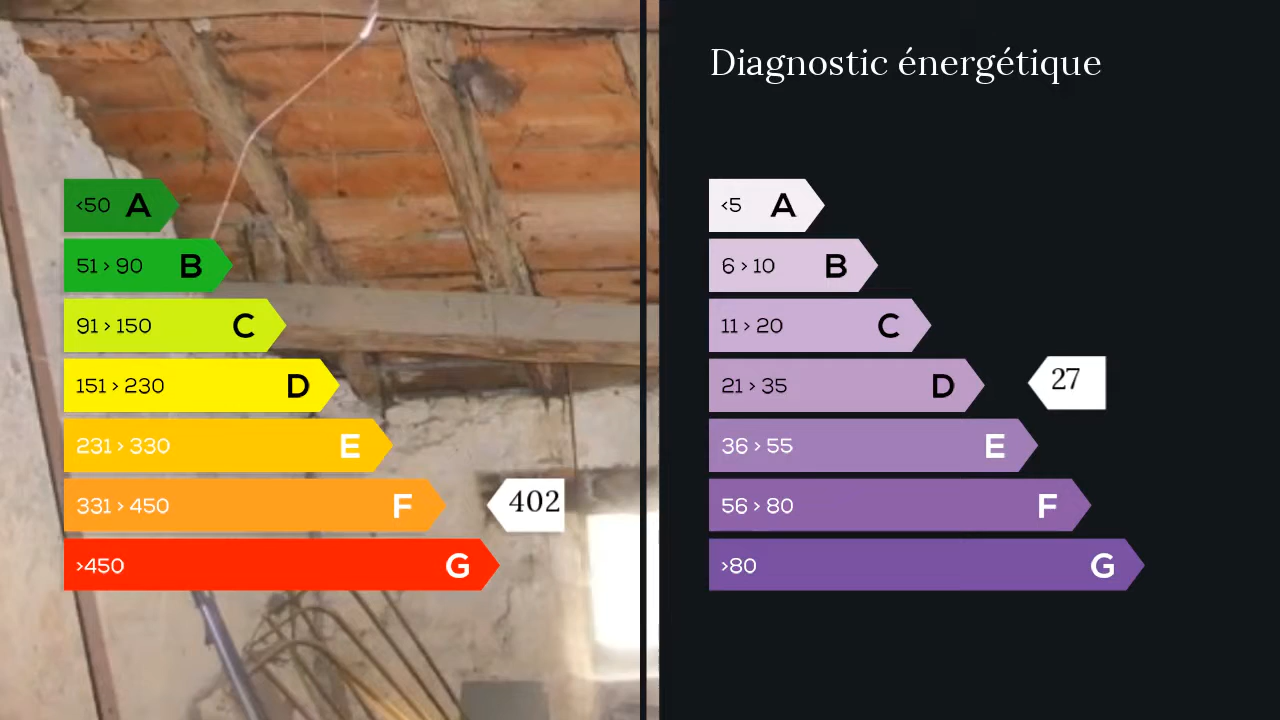 Diagnostic énergétique
<50 A
51 > 90 B
91 > 150 C
151 > 230 D
231 > 330 E
331 > 450 F
402
>450 G
<5 A
6 > 10 B
11 > 20 C
21 > 35 D
27
36 > 55 E
56 > 80 F
>80 G